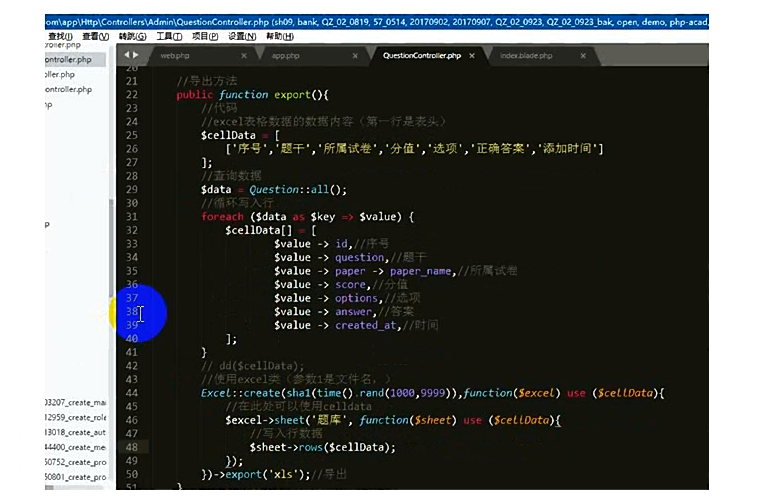 om\app\Http\Controllers\Admin\QuestionController.php (sh09, bank, QZ_02_0819, 57_0514, 20170902, 20170907, QZ_02_0923, QZ_02_0923_bak, open, demo, php-acad,
查找(I) 查看(V) 转跳(G) 工具(T) 项目(P) 设置(N) 帮助(H)
roller.php
ontroller.php
oller.php
ontroller.php
np
p
03207_create_mai
12959_create_role
13018_create_aut
44400_create_me
50752_create_pro
50801_create_pro
web.php × app.php × QuestionController.php × index.blade.php ×
20
21 //导出方法
22 public function export(){
23 //代码
24 //excel表格数据的数据内容（第一行是表头）
25 $cellData = [
26 ['序号','题干','所属试卷','分值','选项','正确答案','添加时间']
27 ];
28 //查询数据
29 $data = Question::all();
30 //循环写入行
31 foreach ($data as $key => $value) {
32 $cellData[] = [
33 $value -> id,//序号
34 $value -> question,//题干
35 $value -> paper -> paper_name,//所属试卷
36 $value -> score,//分值
37 $value -> options,//选项
38 $value -> answer,//答案
39 $value -> created_at,//时间
40 ];
41 }
42 // dd($cellData);
43 //使用excel类（参数1是文件名，）
44 Excel::create(sha1(time().rand(1000,9999)),function($excel) use ($cellData){
45 //在此处可以使用celldata
46 $excel->sheet('题库', function($sheet) use ($cellData){
47 //写入行数据
48 $sheet->rows($cellData);
49 });
50 })->export('xls');//导出
51 }